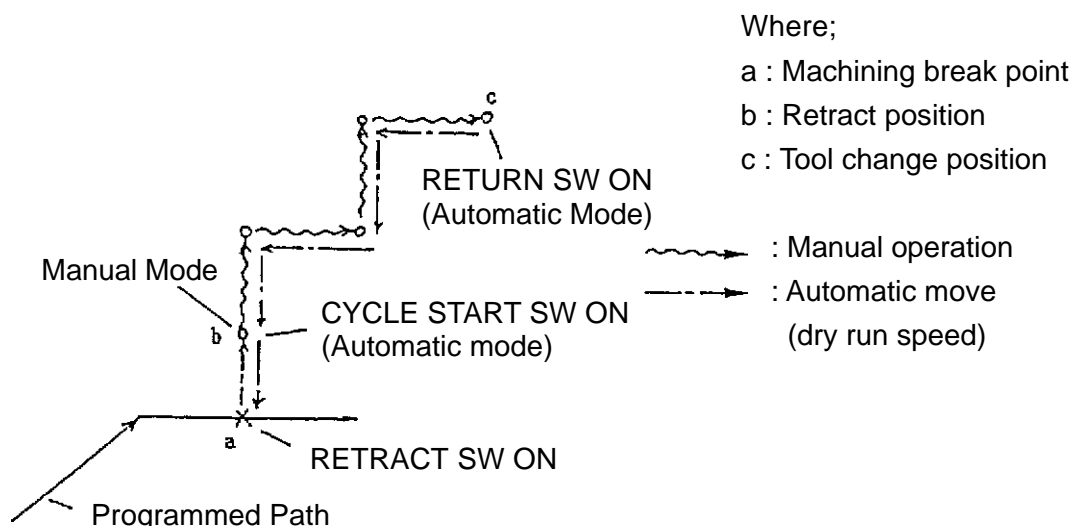 Where;
a : Machining break point
b : Retract position
c : Tool change position
c
RETURN SW ON
(Automatic Mode)
Manual Mode
: Manual operation
: Automatic move
(dry run speed)
b
CYCLE START SW ON
(Automatic mode)
a
RETRACT SW ON
Programmed Path